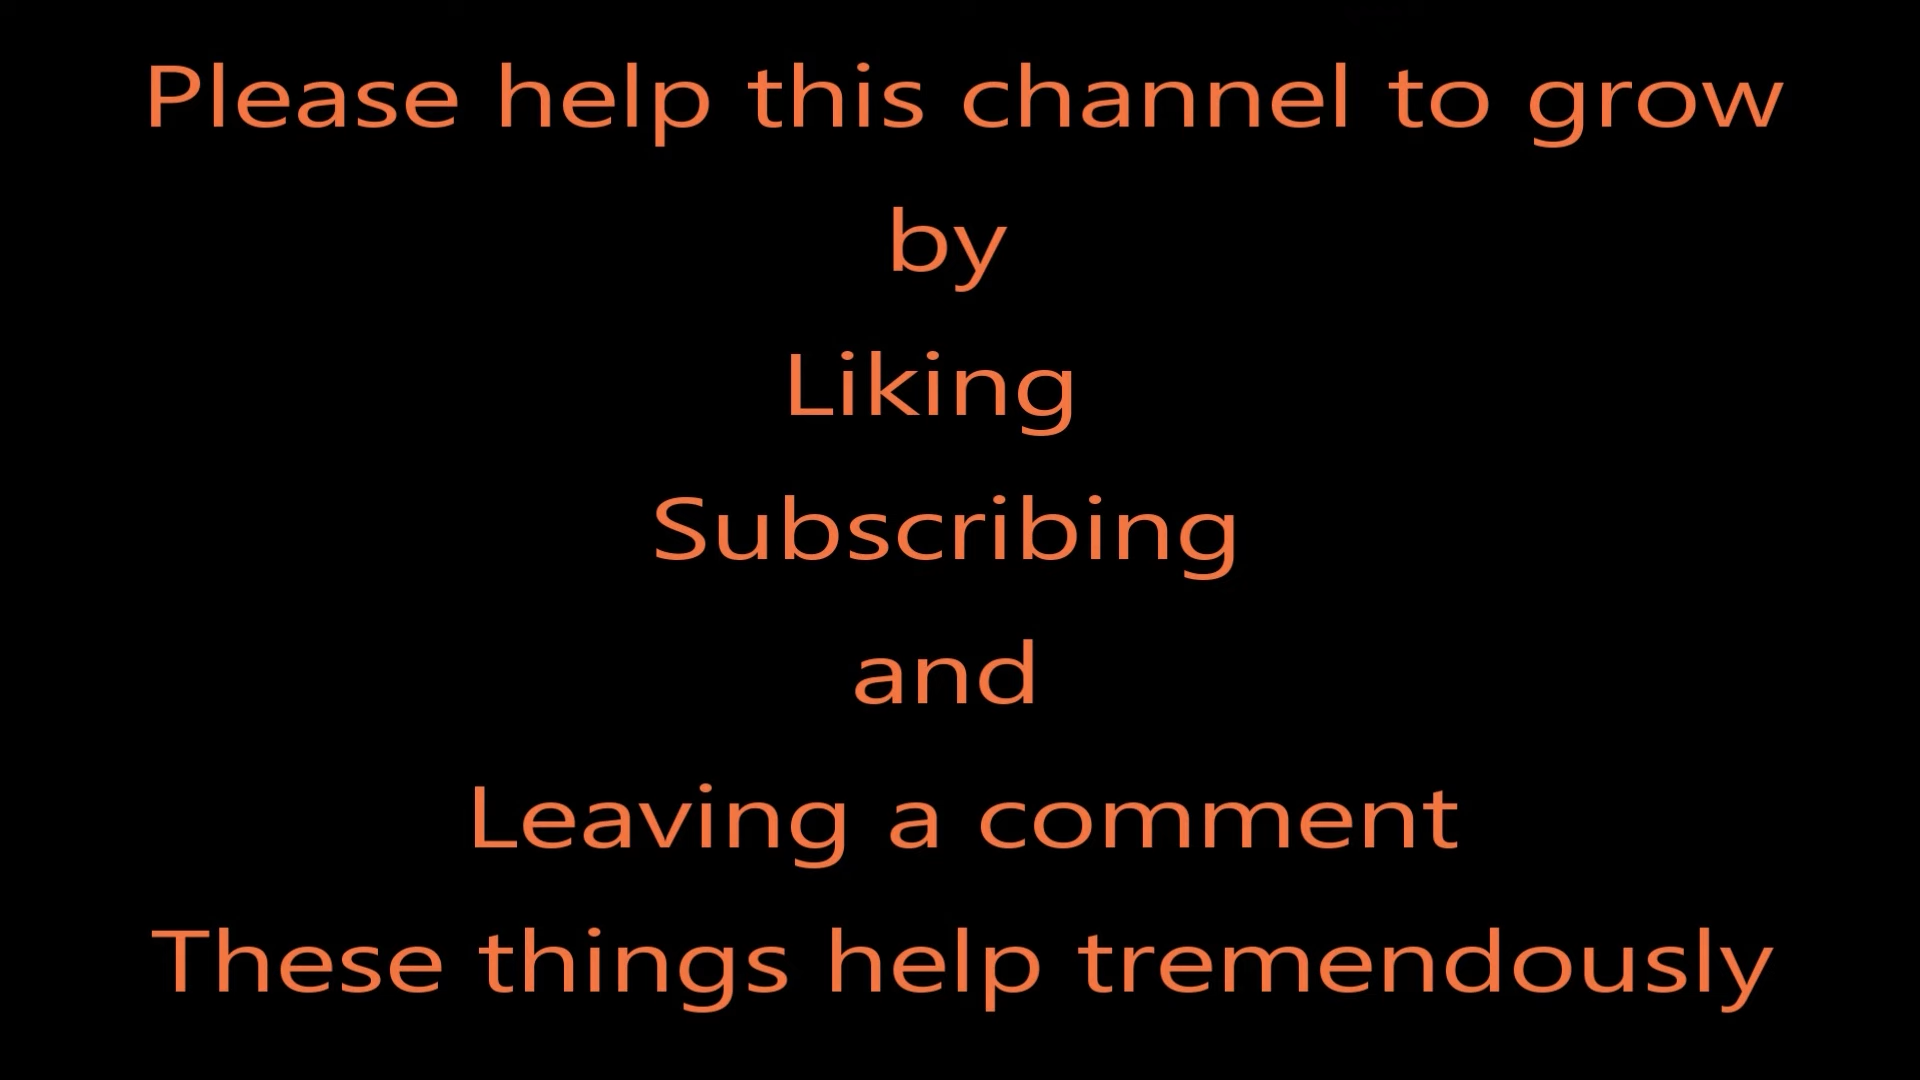 Please help this channel to grow
by
Liking
Subscribing
and
Leaving a comment
These things help tremendously